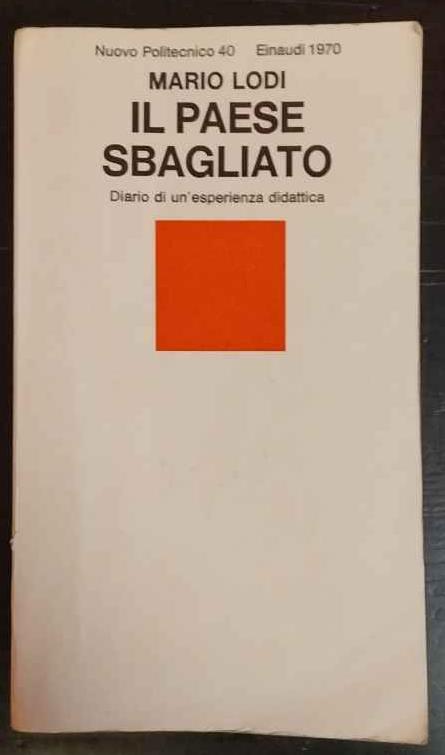 Nuovo Politecnico 40 Einaudi 1970
MARIO LODI
IL PAESE
SBAGLIATO
Diario di un'esperienza didattica